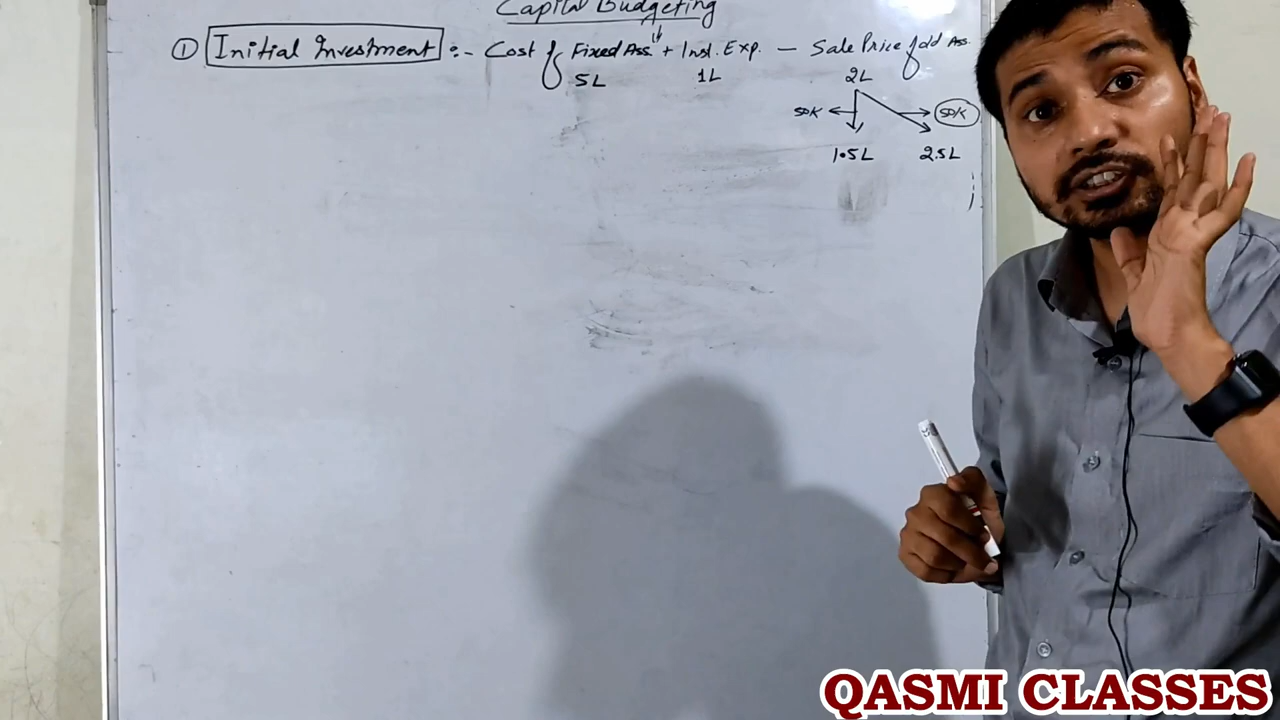 Capital Budgeting
① Initial Investment :- Cost of Fixed Ass. + Inst. Exp. – Sale Price of old Ass.
5L 1L 2L
50K 50K
1.5L 2.5L
QASMI CLASSES